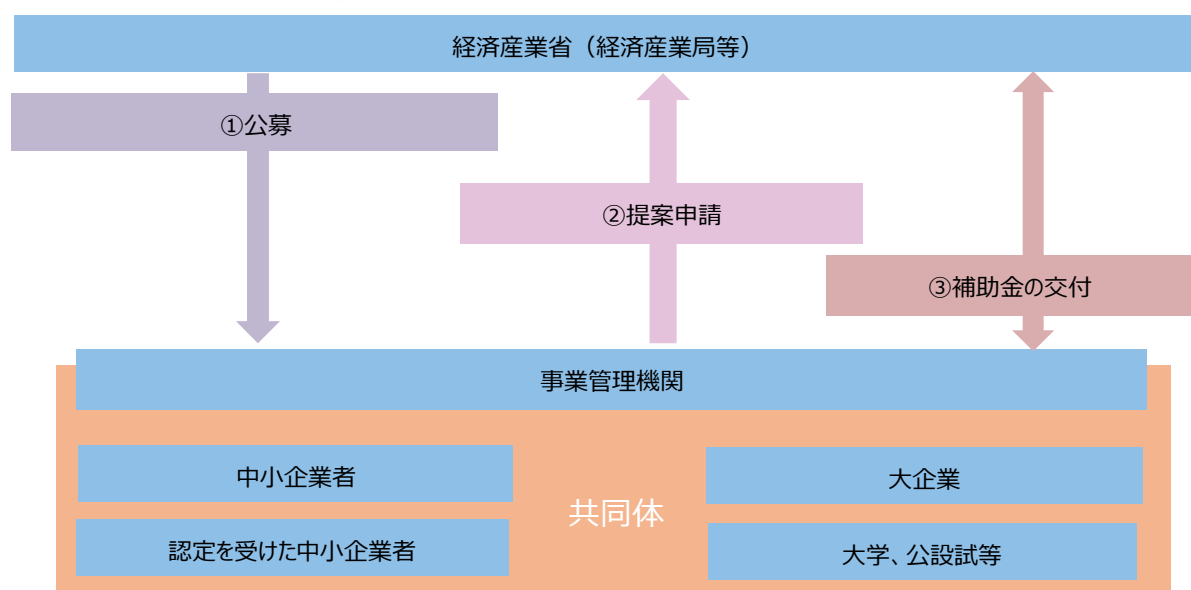 経済産業省（経済産業局等）
①公募
②提案申請
③補助金の交付
事業管理機関
中小企業者
大企業
共同体
認定を受けた中小企業者
大学、公設試等